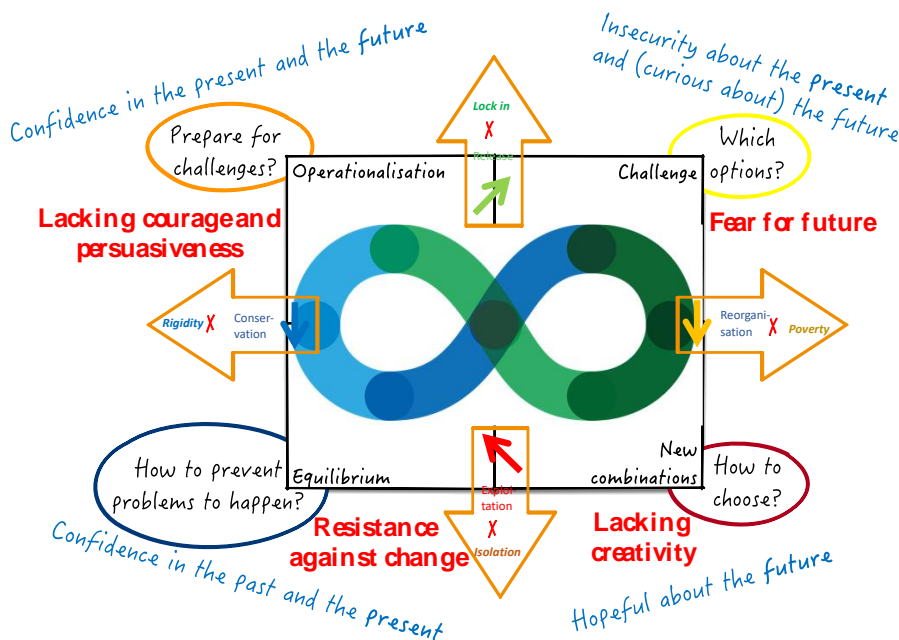 Confidence in the present and the future
Insecurity about the present
and (curious about) the future
Prepare for
challenges?
Lock in
X
Release
Which
options?
Operationalisation
Challenge
Lacking courage and
persuasiveness
Fear for future
Rigidity X
Conser-
vation
Reorgani-
sation
X
Poverty
How to prevent
problems to happen?
Equilibrium
New
combinations
How to
choose?
Exploi
tation
X
Isolation
Resistance
against change
Lacking
creativity
Confidence in the past and the present
Hopeful about the future